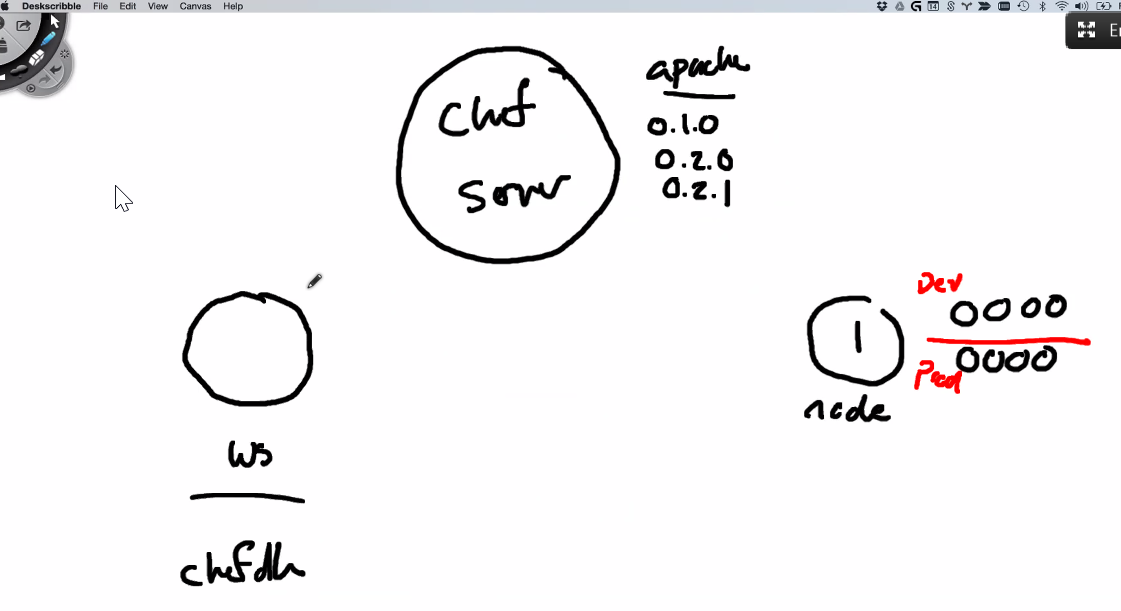 Deskscribble File Edit View Canvas Help
chef
server
apache
0.1.0
0.2.0
0.2.1
Dev
0000
1
Prod
0000
node
WS
chefdk